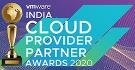 vmware
INDIA
CLOUD
PROVIDER
PARTNER
AWARDS 2020